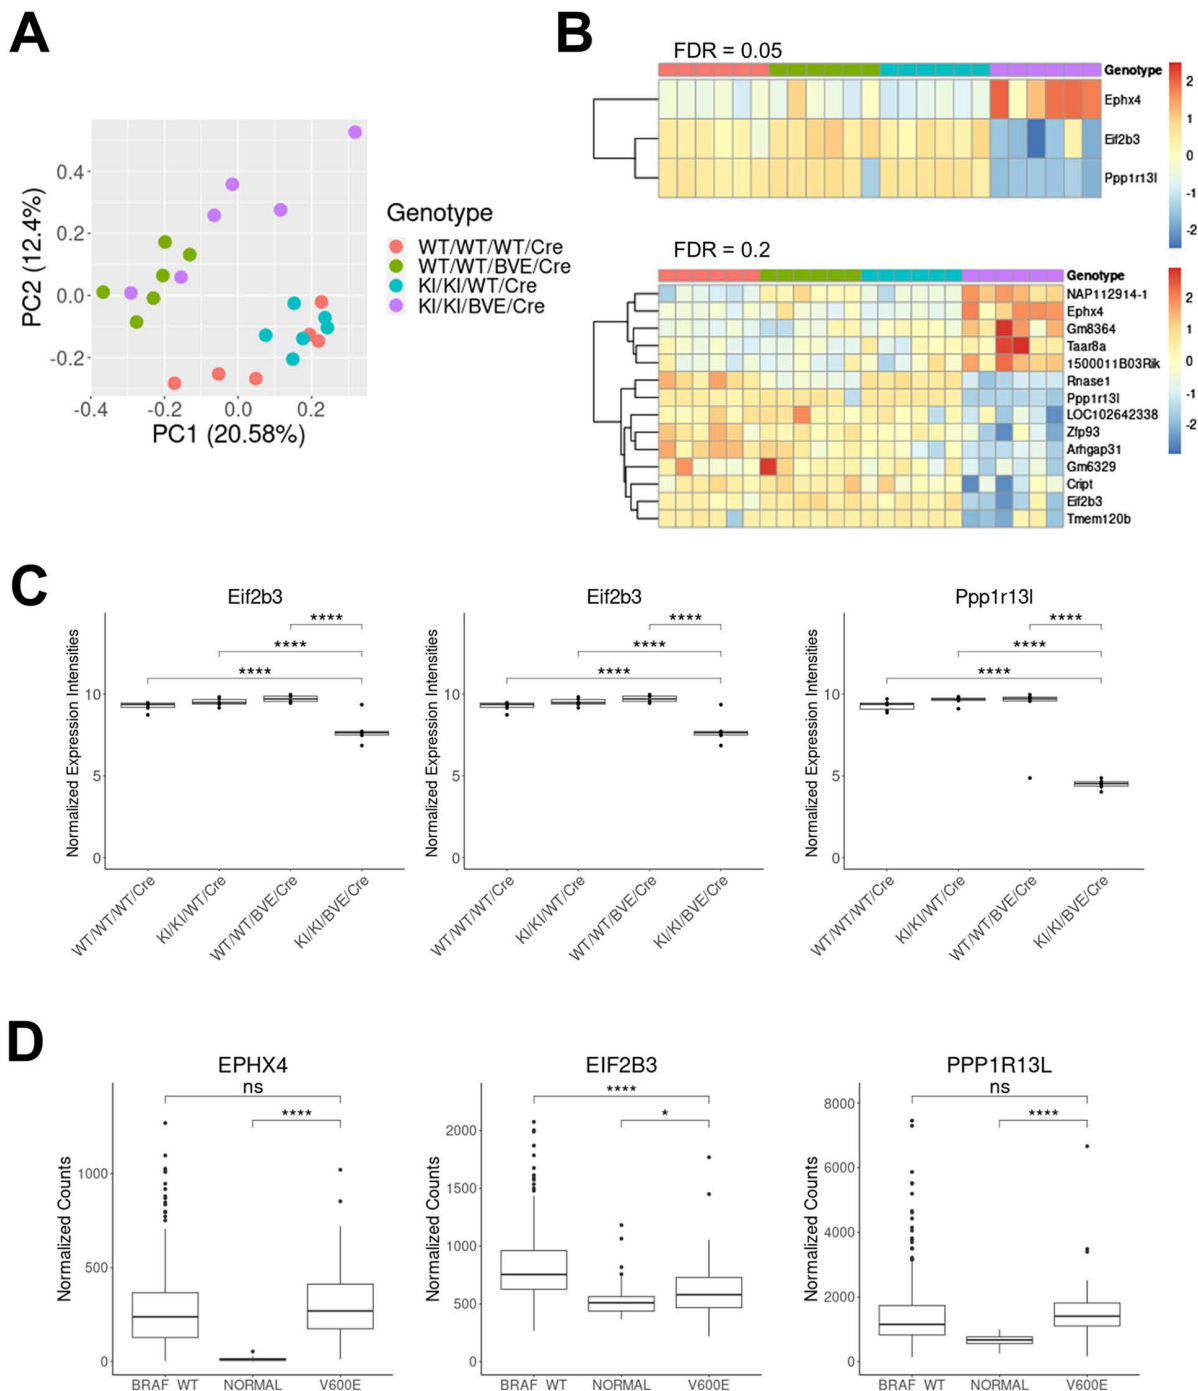 A
B
FDR = 0.05
Genotype
Ephx4
Eif2b3
Ppp1r13l
2
1
0
-1
-2
0.4
0.2
0.0
-0.2
-0.4
-0.2
0.0
0.2
PC2 (12.4%)
PC1 (20.58%)
Genotype
WT/WT/WT/Cre
WT/WT/BVE/Cre
KI/KI/WT/Cre
KI/KI/BVE/Cre
FDR = 0.2
Genotype
NAP112914-1
Ephx4
Gm8364
Taar8a
1500011B03Rik
Rnase1
Ppp1r13l
LOC102642338
Zfp93
Arhgap31
Gm6329
Cript
Eif2b3
Tmem120b
2
1
0
-1
-2
C
Eif2b3
****
****
****
Normalized Expression Intensities
10
5
0
WT/WT/WT/Cre
KI/KI/WT/Cre
WT/WT/BVE/Cre
KI/KI/BVE/Cre
Eif2b3
****
****
****
Normalized Expression Intensities
10
5
0
WT/WT/WT/Cre
KI/KI/WT/Cre
WT/WT/BVE/Cre
KI/KI/BVE/Cre
Ppp1r13l
****
****
****
Normalized Expression Intensities
10
5
0
WT/WT/WT/Cre
KI/KI/WT/Cre
WT/WT/BVE/Cre
KI/KI/BVE/Cre
D
EPHX4
ns
****
Normalized Counts
1000
500
0
BRAF_WT
NORMAL
V600E
EIF2B3
****
*
Normalized Counts
2000
1500
1000
500
0
BRAF_WT
NORMAL
V600E
PPP1R13L
ns
****
Normalized Counts
8000
6000
4000
2000
0
BRAF_WT
NORMAL
V600E